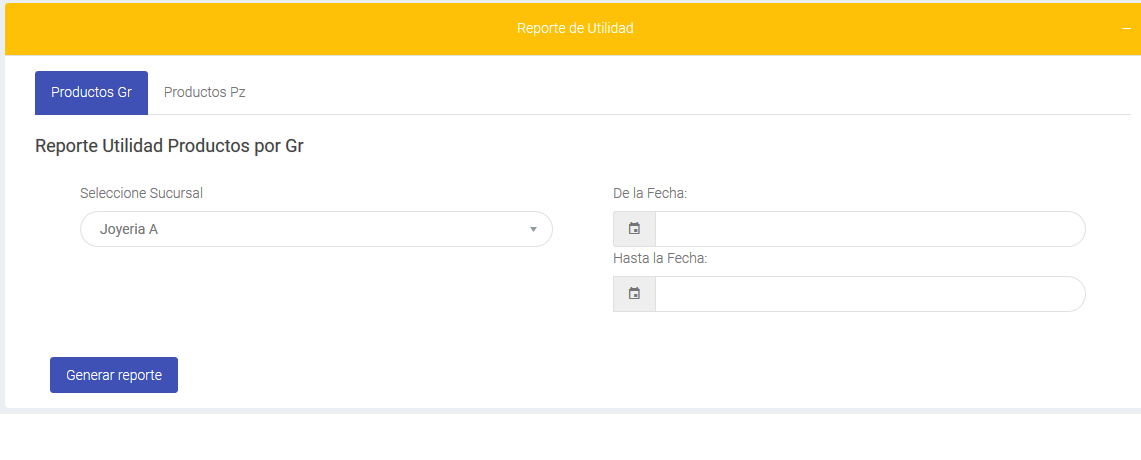 Reporte de Utilidad
Productos Gr
Productos Pz
Reporte Utilidad Productos por Gr
Seleccione Sucursal
Joyeria A
De la Fecha:
Hasta la Fecha:
Generar reporte